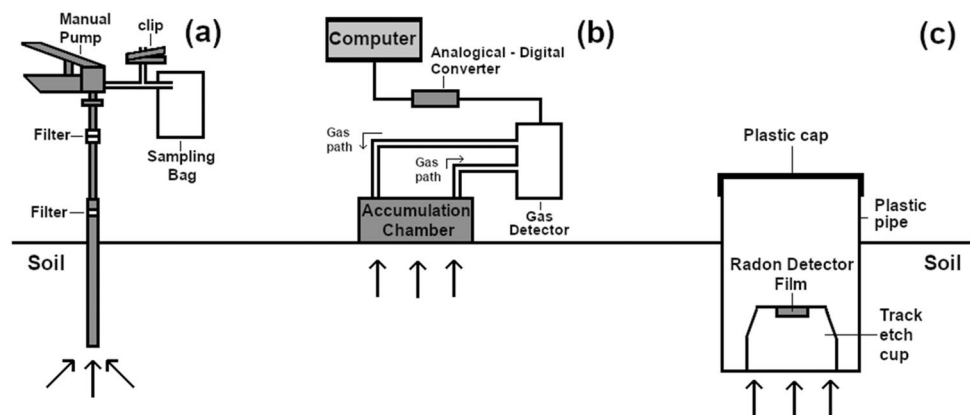 Manual
Pump
clip
(a)
Filter
Sampling
Bag
Filter
Soil
Computer
(b)
Analogical - Digital
Converter
Gas
path
Gas
path
Accumulation
Chamber
Gas
Detector
(c)
Plastic cap
Plastic
pipe
Radon Detector
Film
Soil
Track
etch
cup